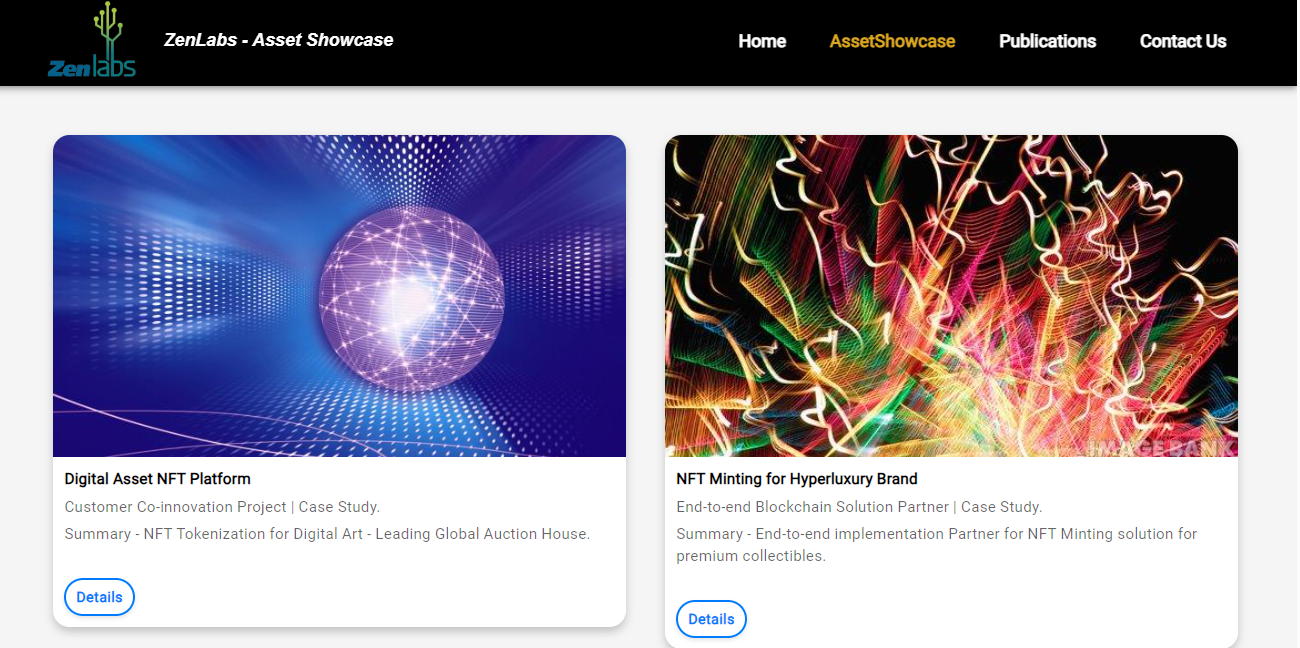 Zenlabs
ZenLabs - Asset Showcase
Home
AssetShowcase
Publications
Contact Us
IMAGE BANK
Digital Asset NFT Platform
Customer Co-innovation Project | Case Study.
Summary - NFT Tokenization for Digital Art - Leading Global Auction House.
Details
NFT Minting for Hyperluxury Brand
End-to-end Blockchain Solution Partner | Case Study.
Summary - End-to-end implementation Partner for NFT Minting solution for
premium collectibles.
Details